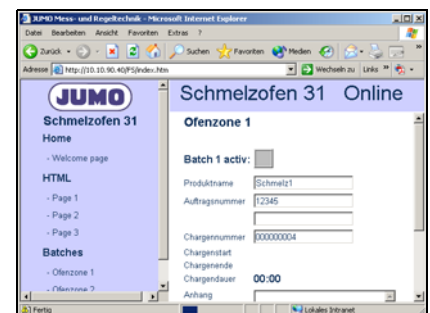 JUMO Mess- und Regeltechnik - Microsoft Internet Explorer
Datei Bearbeiten Ansicht Favoriten Extras ?
Zurück Suchen Favoriten Medien
Adresse http://10.10.90.40/PS/index.htm Wechseln zu Links
JUMO
Schmelzofen 31
Home
- Welcome page
HTML
- Page 1
- Page 2
- Page 3
Batches
- Ofenzone 1
- Ofenzone 2
Schmelzofen 31 Online
Ofenzone 1
Batch 1 activ:
Produktname Schmelz1
Auftragsnummer 12345
Chargennummer 000000004
Chargenstart
Chargenende
Chargendauer 00:00
Anhang
Fertig Lokales Intranet